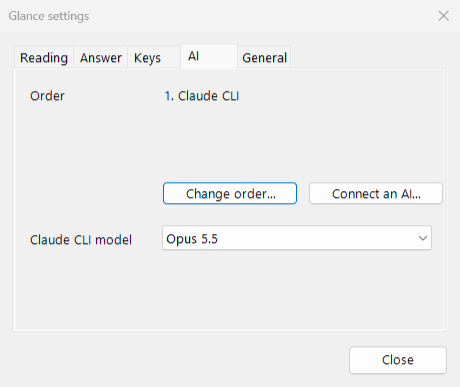 Glance settings
Reading Answer Keys AI General
Order 1. Claude CLI
Change order... Connect an AI...
Claude CLI model Opus 5.5
Close